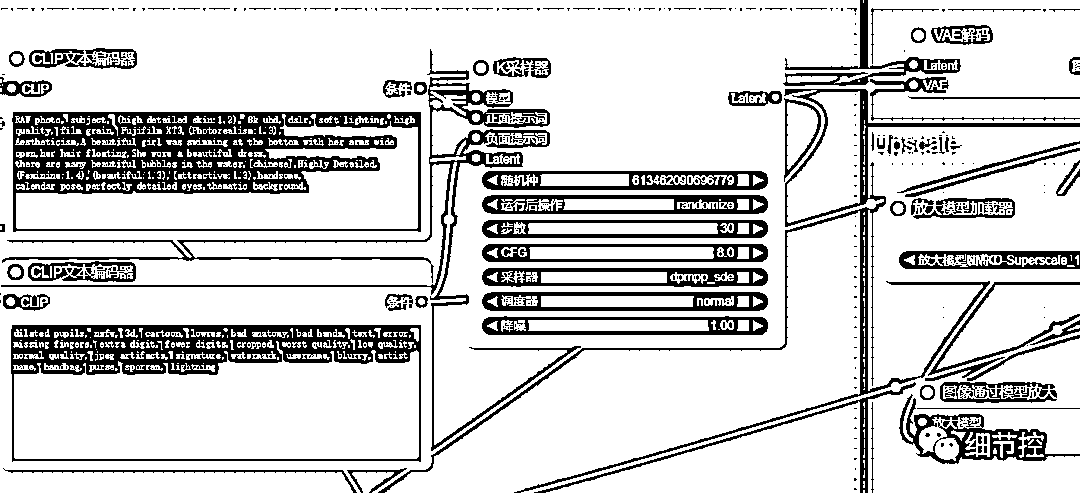 CLIP文本编码器
CLIP
条件
RAW photo, subject, (high detailed skin:1.2), 8k uhd, dslr, soft lighting, high
quality, film grain, Fujifilm XT3, (Photorealism:1.3),
Aestheticism,A beautiful girl was swimming at the bottom with her arms wide
open,her hair floating,She wore a beautiful dress,
there are many beautiful bubbles in the water,[chinese],Highly Detailed,
(Feminine:1.4),(beautiful:1.3),(attractive:1.3),handsome,
calendar pose,perfectly detailed eyes,thematic background,
CLIP文本编码器
CLIP
条件
dilated pupils, nsfw, 3d, cartoon, lowres, bad anatomy, bad hands, text, error,
missing fingers, extra digit, fewer digits, cropped, worst quality, low quality,
normal quality, jpeg artifacts, signature, watermark, username, blurry, artist
name, handbag, purse, sporran, lightning
K采样器
模型
正面提示词
负面提示词
Latent
Latent
随机种 613462090696779
运行后操作 randomize
步数 30
CFG 8.0
采样器 dpmpp_sde
调度器 normal
降噪 1.00
VAE解码
Latent
VAE
Upscale
放大模型加载器
放大模型 NMKD-Superscale
图像通过模型放大
放大模型
细节控